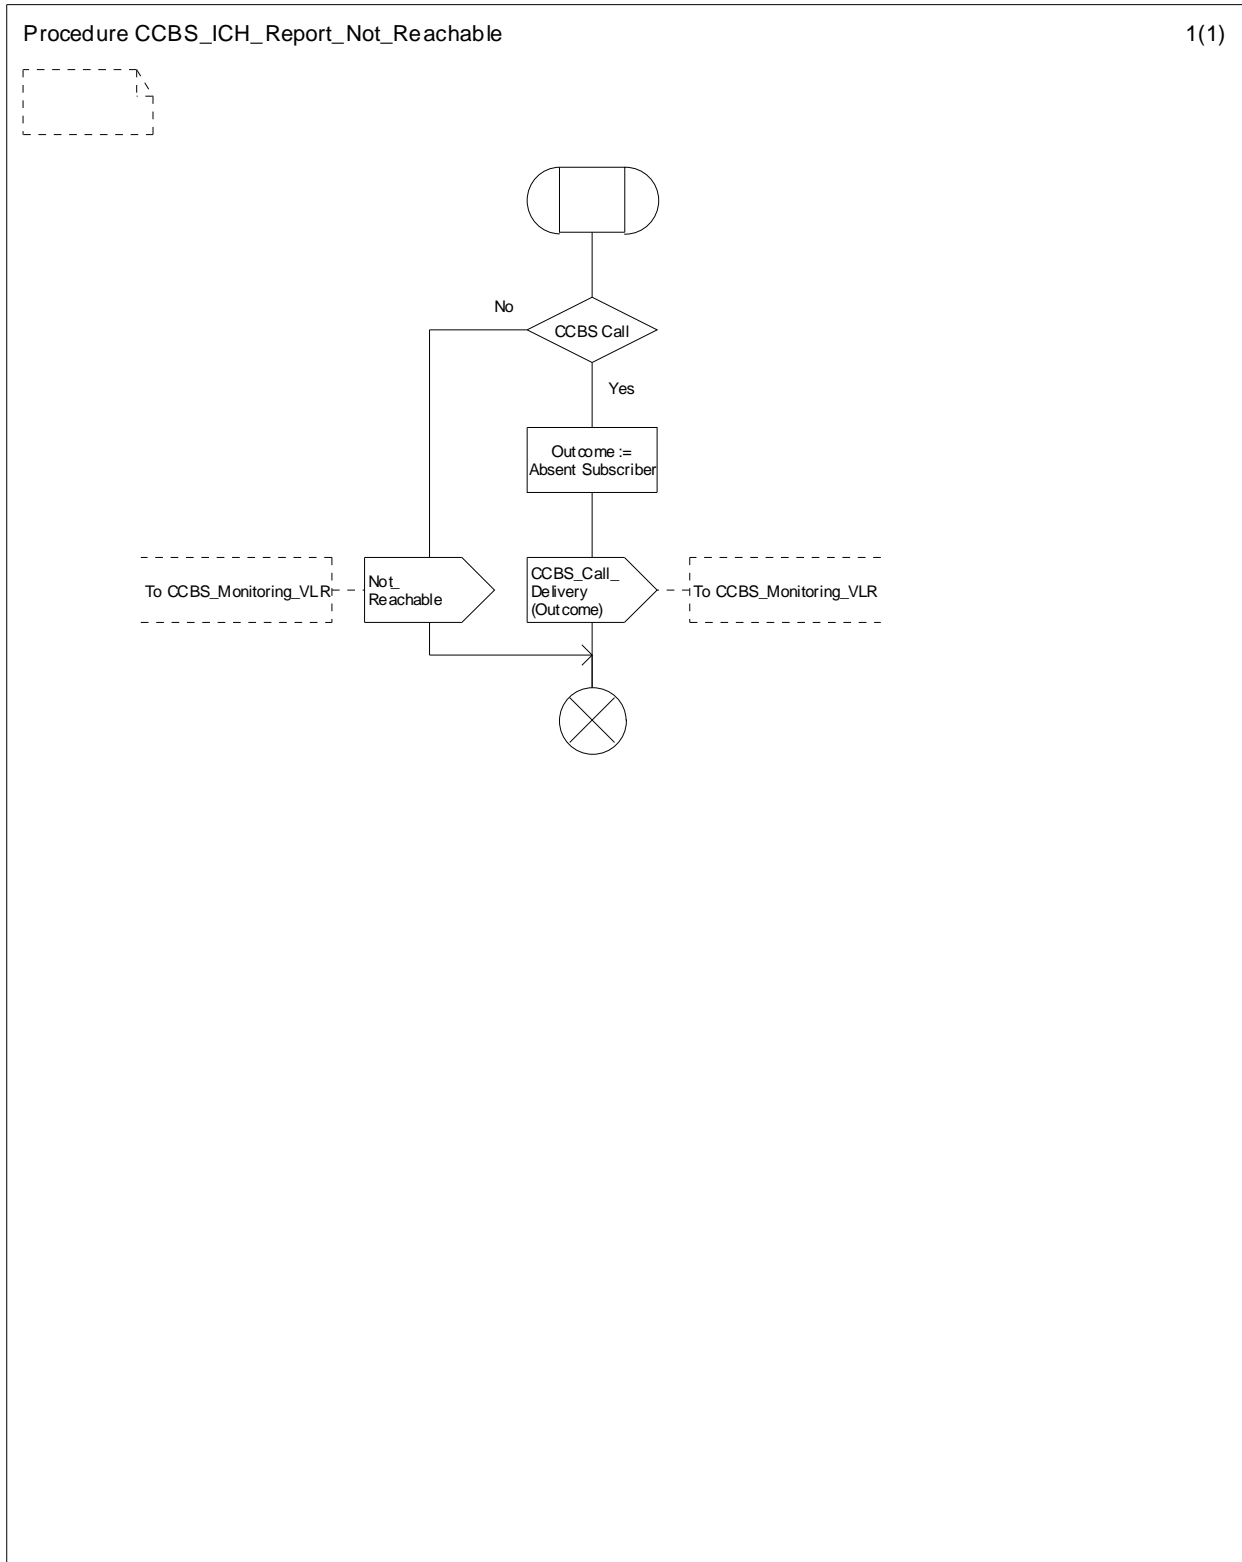 Procedure CCBS_ICH_Report_Not_Reachable
1(1)
No
CCBS Call
Yes
Outcome :=
Absent Subscriber
To CCBS_Monitoring_VLR
Not_
Reachable
CCBS_Call_
Delivery
(Outcome)
To CCBS_Monitoring_VLR